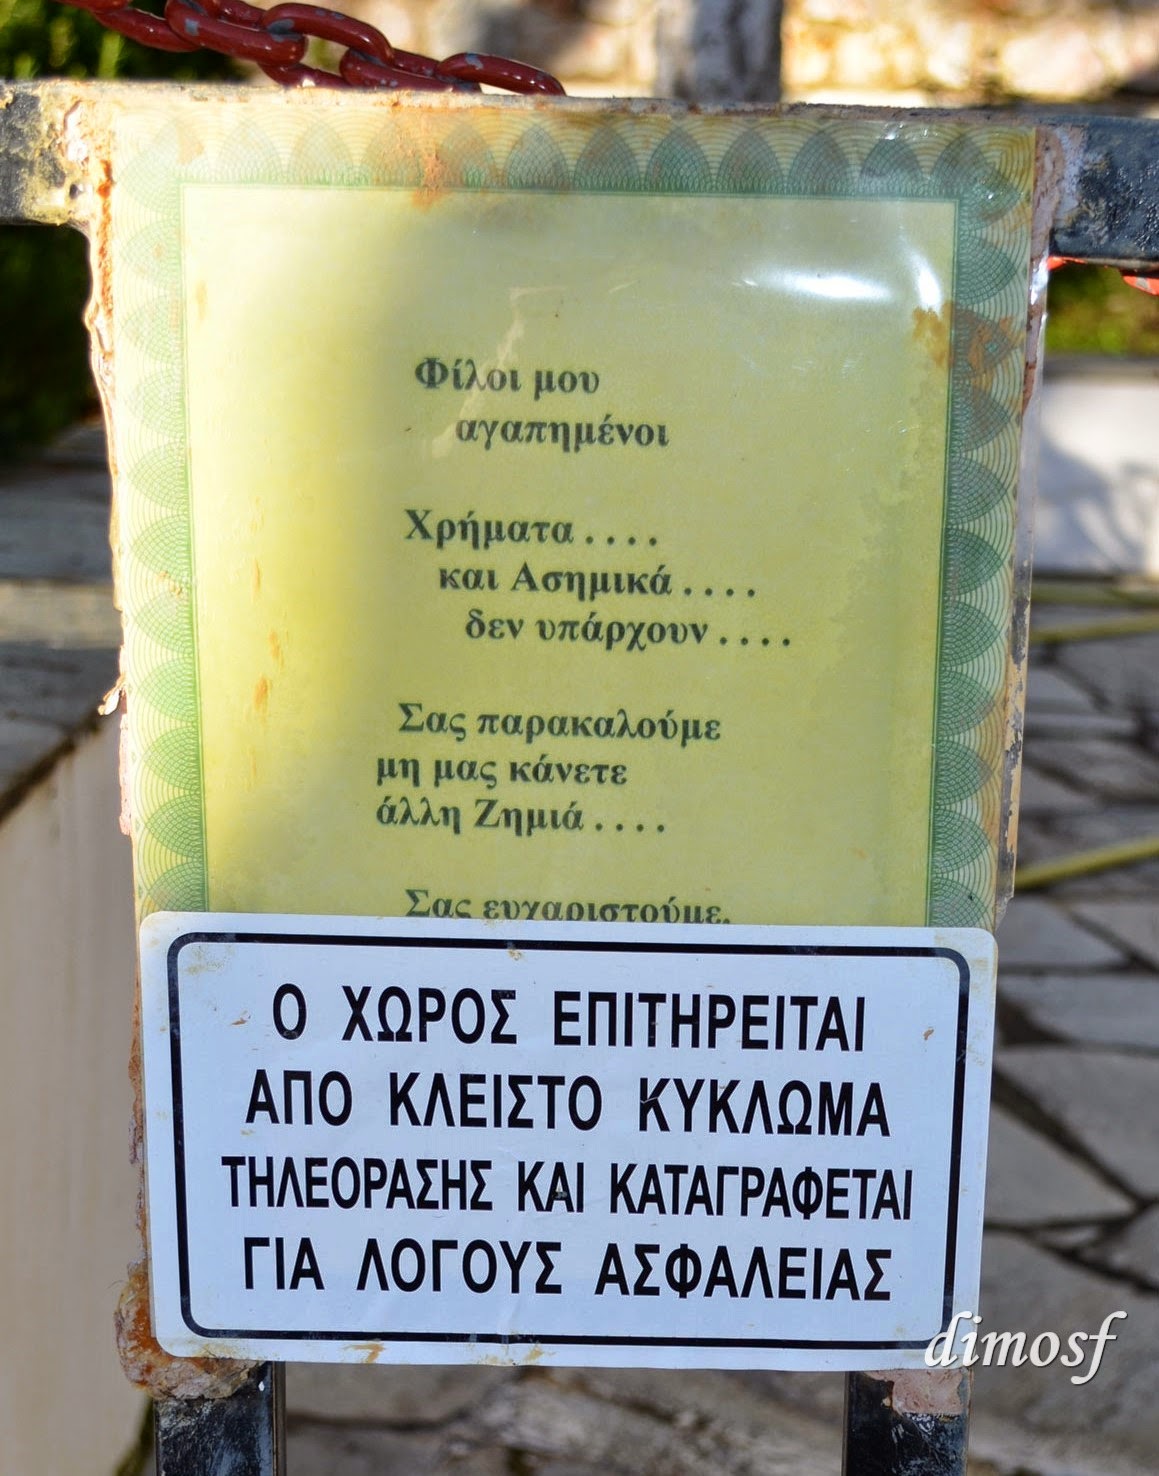 Φίλοι μου
αγαπημένοι
Χρήματα . . . .
και Ασημικά . . . .
δεν υπάρχουν . . . .
Σας παρακαλούμε
μη μας κάνετε
άλλη Ζημιά . . . .
Σας ευχαριστούμε.
Ο ΧΩΡΟΣ ΕΠΙΤΗΡΕΙΤΑΙ
ΑΠΟ ΚΛΕΙΣΤΟ ΚΥΚΛΩΜΑ
ΤΗΛΕΟΡΑΣΗΣ ΚΑΙ ΚΑΤΑΓΡΑΦΕΤΑΙ
ΓΙΑ ΛΟΓΟΥΣ ΑΣΦΑΛΕΙΑΣ
dimosf